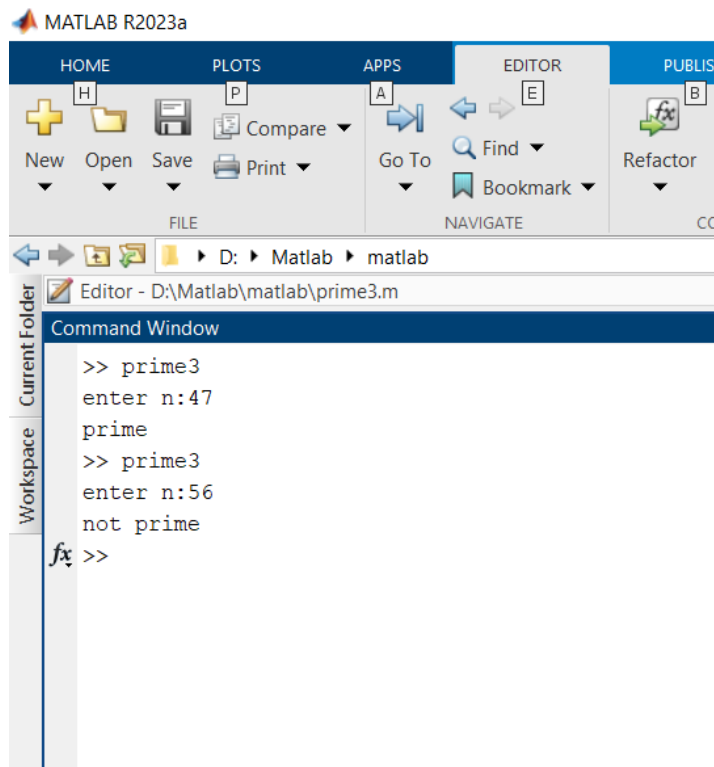 MATLAB R2023a
HOME PLOTS APPS EDITOR PUBLIS
H P A E B
New Open Save Compare Print Go To Find Bookmark Refactor
FILE NAVIGATE CO
D: Matlab matlab
Current Folder
Workspace
Editor - D:\Matlab\matlab\prime3.m
Command Window
>> prime3
enter n:47
prime
>> prime3
enter n:56
not prime
fx >>